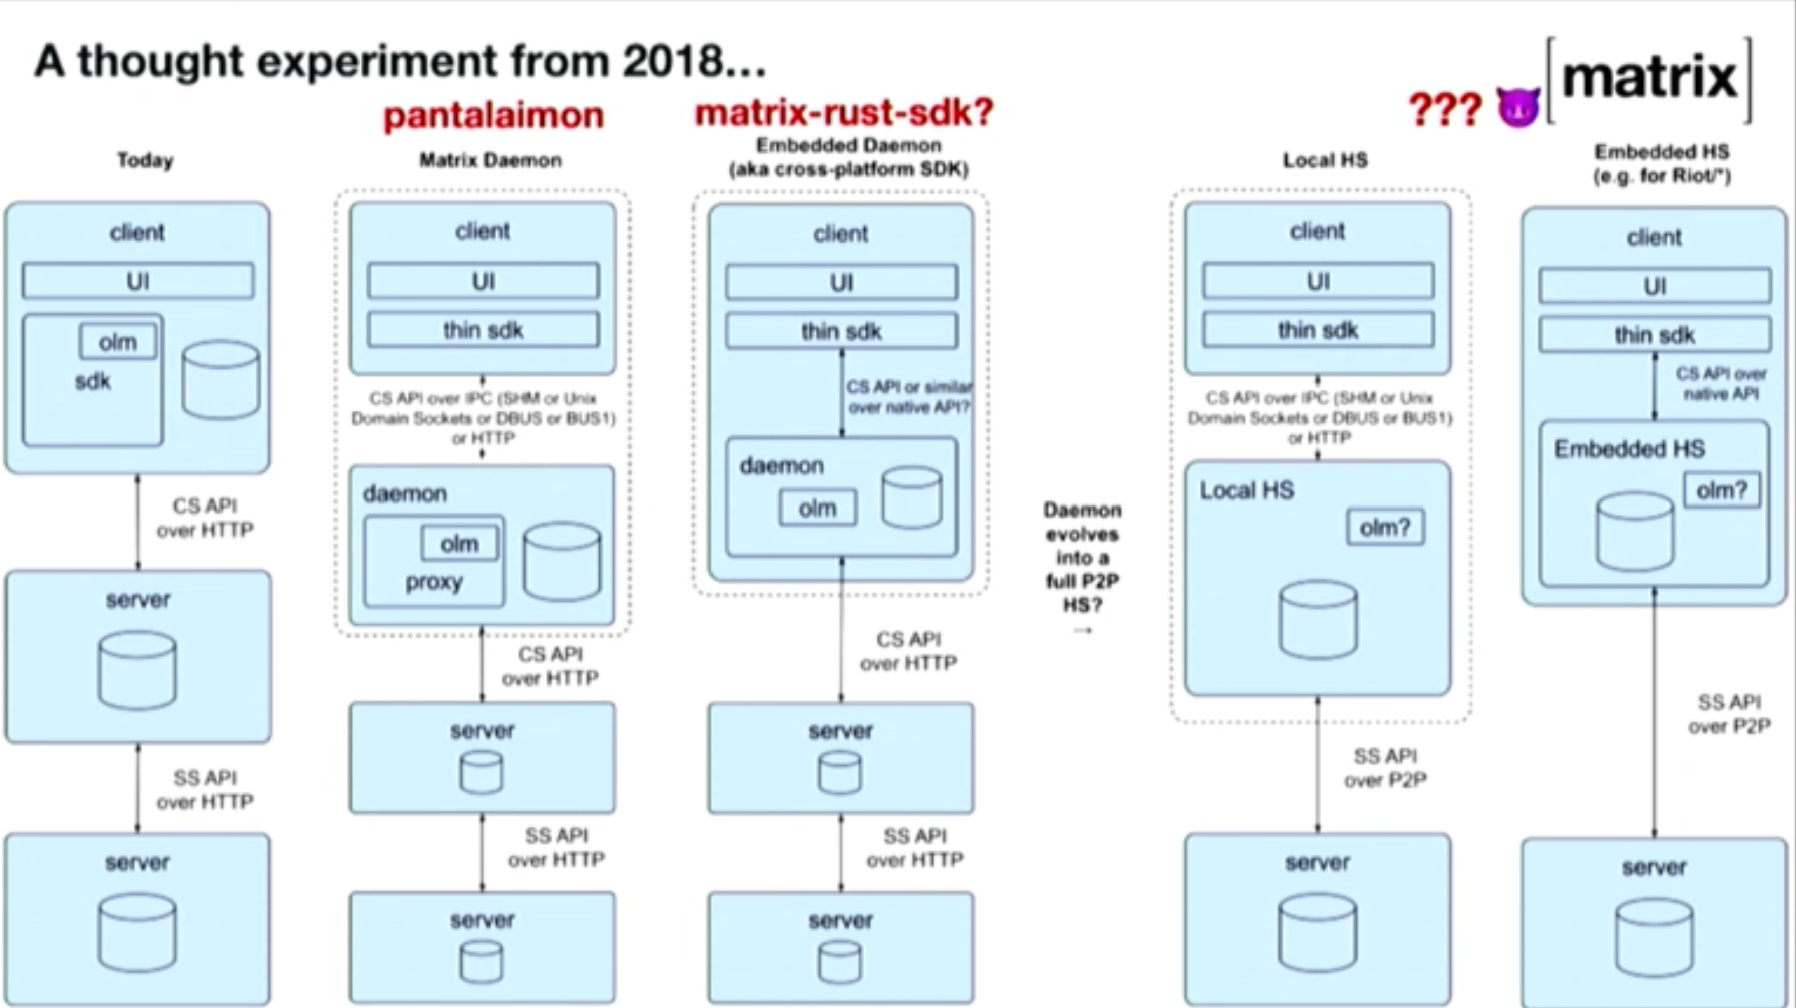 A thought experiment from 2018...
[matrix]
pantalaimon
matrix-rust-sdk?
???
Today
client
UI
olm
sdk
CS API
over HTTP
server
SS API
over HTTP
server
Matrix Daemon
client
UI
thin sdk
CS API over IPC (SHM or Unix
Domain Sockets or DBUS or BUS1)
or HTTP
daemon
olm
proxy
CS API
over HTTP
server
SS API
over HTTP
server
Embedded Daemon
(aka cross-platform SDK)
client
UI
thin sdk
CS API or similar
over native API?
daemon
olm
CS API
over HTTP
server
SS API
over HTTP
server
Daemon
evolves
into a
full P2P
HS?
→
Local HS
client
UI
thin sdk
CS API over IPC (SHM or Unix
Domain Sockets or DBUS or BUS1)
or HTTP
Local HS
olm?
SS API
over P2P
server
Embedded HS
(e.g. for Riot/*)
client
UI
thin sdk
CS API over
native API
Embedded HS
olm?
SS API
over P2P
server